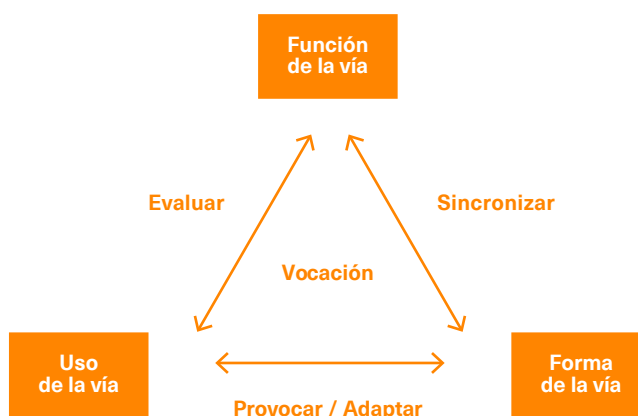 Función
de la vía
Evaluar
Sincronizar
Vocación
Uso
de la vía
Forma
de la vía
Provocar / Adaptar